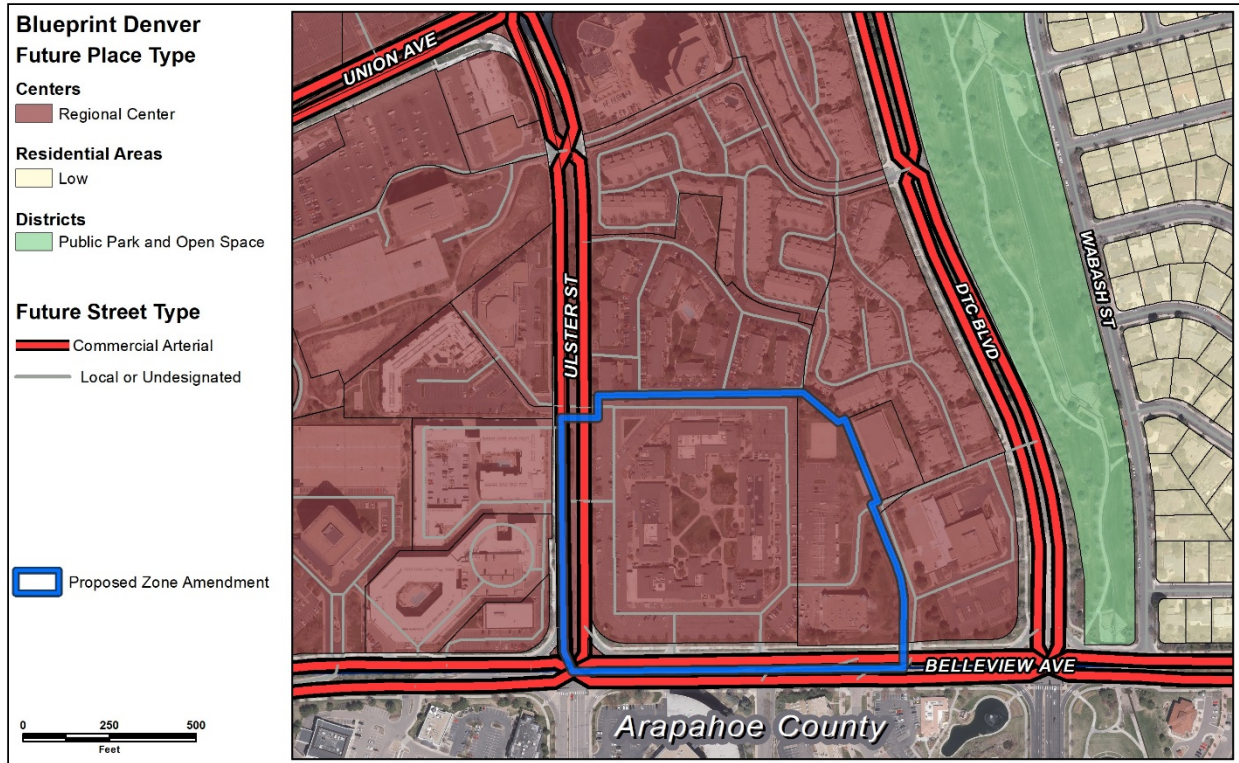 Blueprint Denver
Future Place Type
Centers
Regional Center
Residential Areas
Low
Districts
Public Park and Open Space
Future Street Type
Commercial Arterial
Local or Undesignated
Proposed Zone Amendment
0 250 500
Feet
UNION AVE
ULSTER ST
DTC BLVD
WABASH ST
BELLEVIEW AVE
Arapahoe County